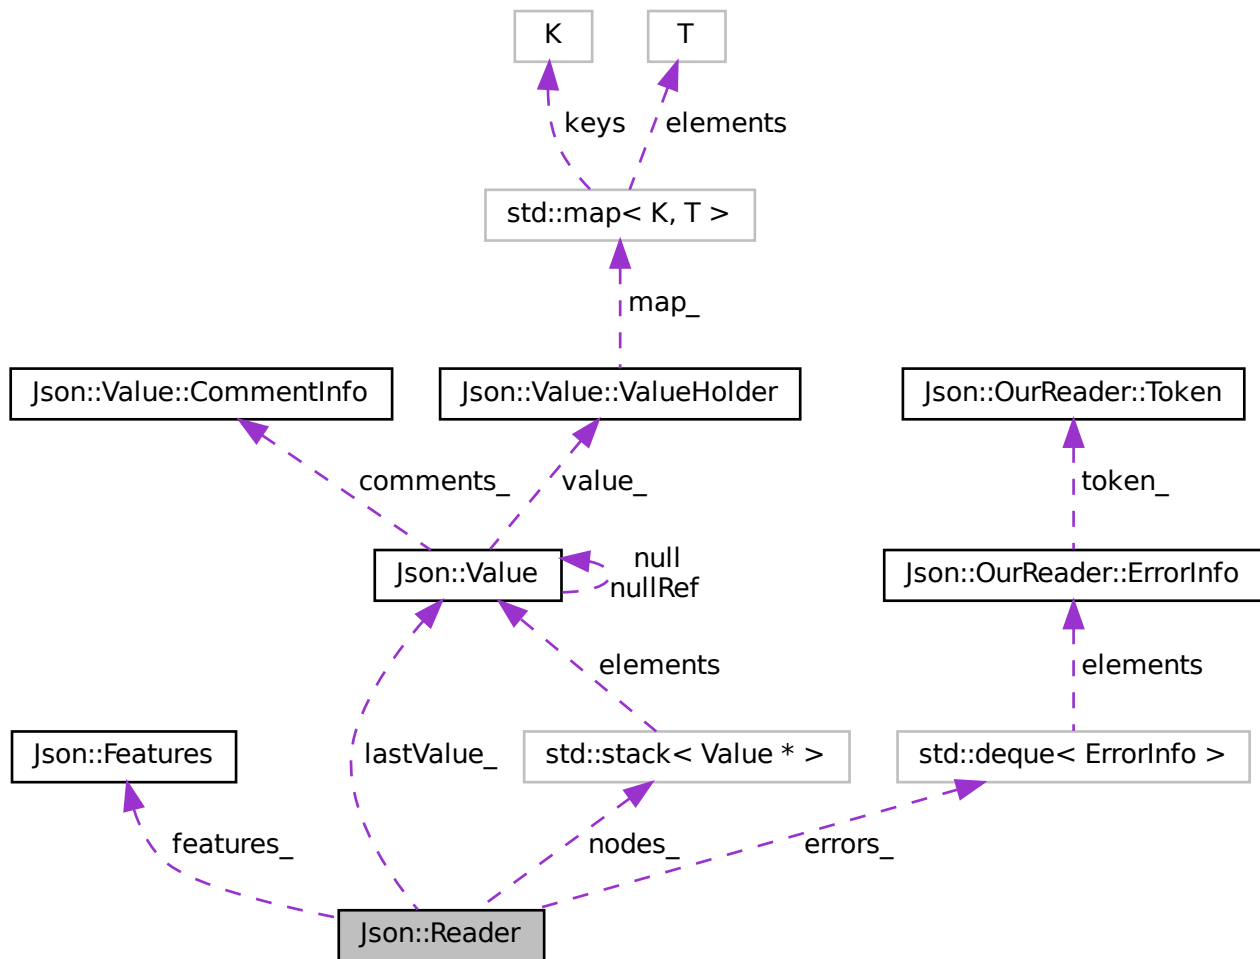 K
T
keys
elements
std::map< K, T >
map_
Json::Value::CommentInfo
Json::Value::ValueHolder
Json::OurReader::Token
comments_
value_
token_
Json::Value
null
nullRef
Json::OurReader::ErrorInfo
elements
elements
Json::Features
lastValue_
std::stack< Value * >
std::deque< ErrorInfo >
features_
nodes_
errors_
Json::Reader